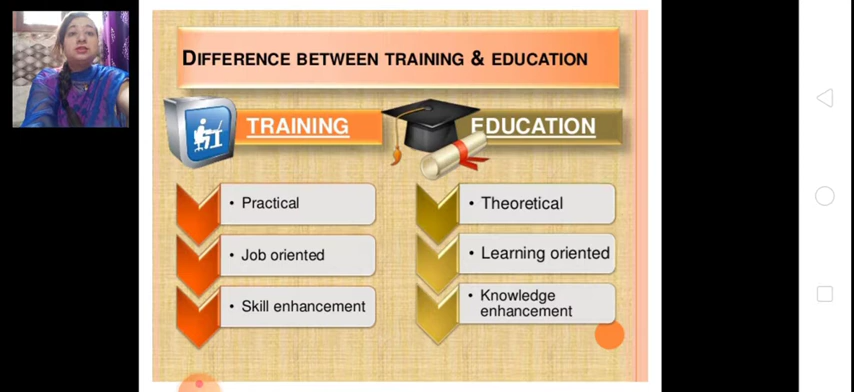 DIFFERENCE BETWEEN TRAINING & EDUCATION
TRAINING
• Practical
• Job oriented
• Skill enhancement
EDUCATION
• Theoretical
• Learning oriented
• Knowledge
enhancement